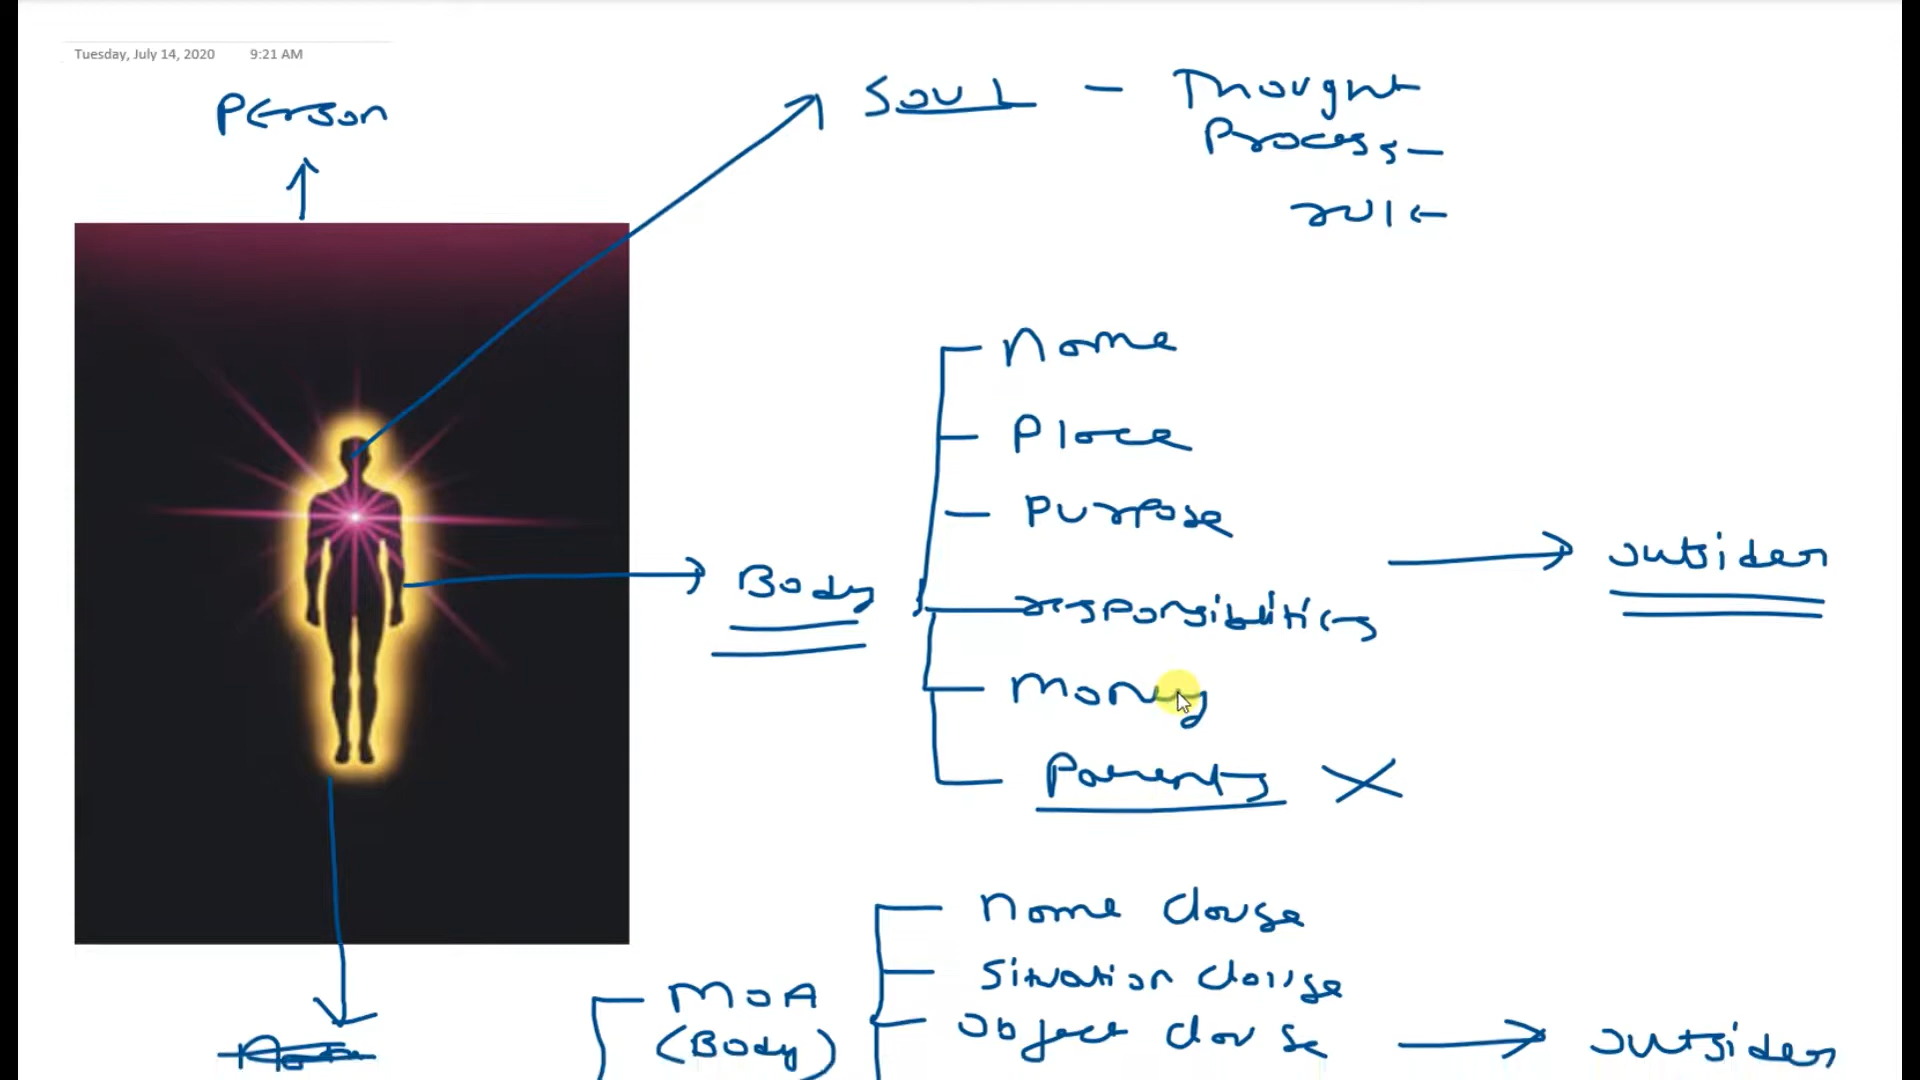 Tuesday, July 14, 2020 9:21 AM
Person
Soul - Thought
Process -
rule
Name
Place
Purpose
Body
responsibilities
outsider
Money
Parents
Name clause
Situation clause
MOA
(Body)
object clause
outsider